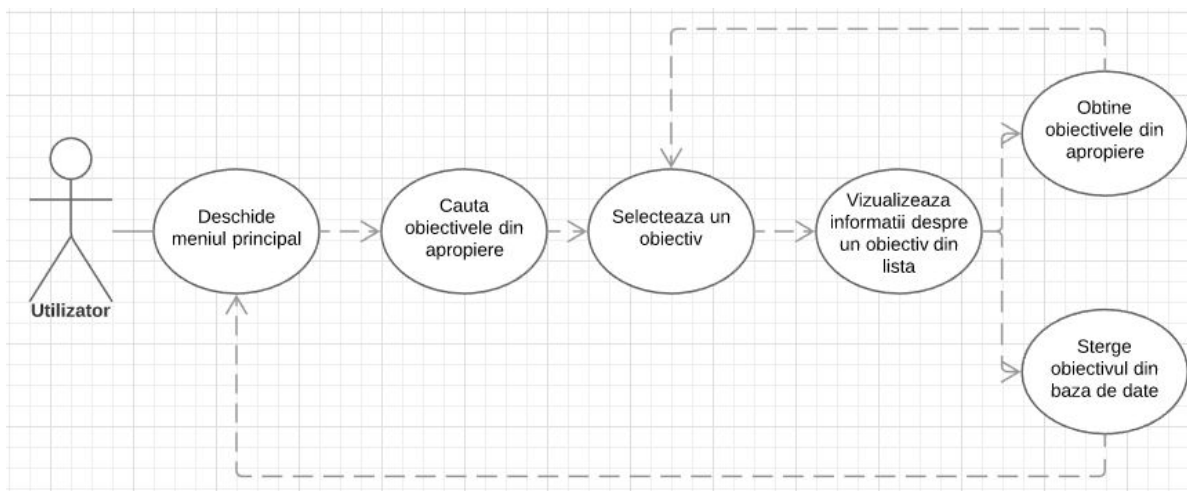 Utilizator
Deschide
meniul principal
Cauta
obiectivele din
apropiere
Selecteaza un
obiectiv
Vizualizeaza
informatii despre
un obiectiv din
lista
Obtine
obiectivele din
apropiere
Sterge
obiectivul din
baza de date